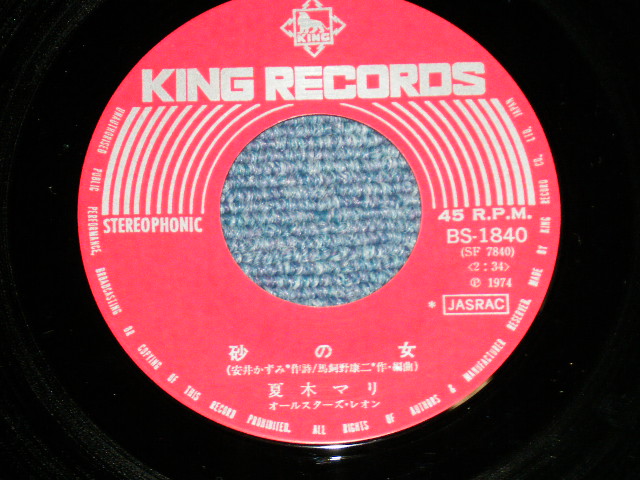 KING
KING RECORDS
STEREOPHONIC
45 R.P.M.
BS-1840
(SF 7840)
<2:34>
Ⓟ 1974
* JASRAC
砂の女
(安井かずみ*作詩/馬飼野康二*作・編曲)
夏木マリ
オールスターズ・レオン
UNAUTHORISED PUBLIC PERFORMANCE, BROADCASTING OR COPYING OF THIS RECORD PROHIBITED. ALL RIGHTS OF AUTHORS & MANUFACTURER RESERVED. MADE BY KING RECORD CO., LTD. JAPAN